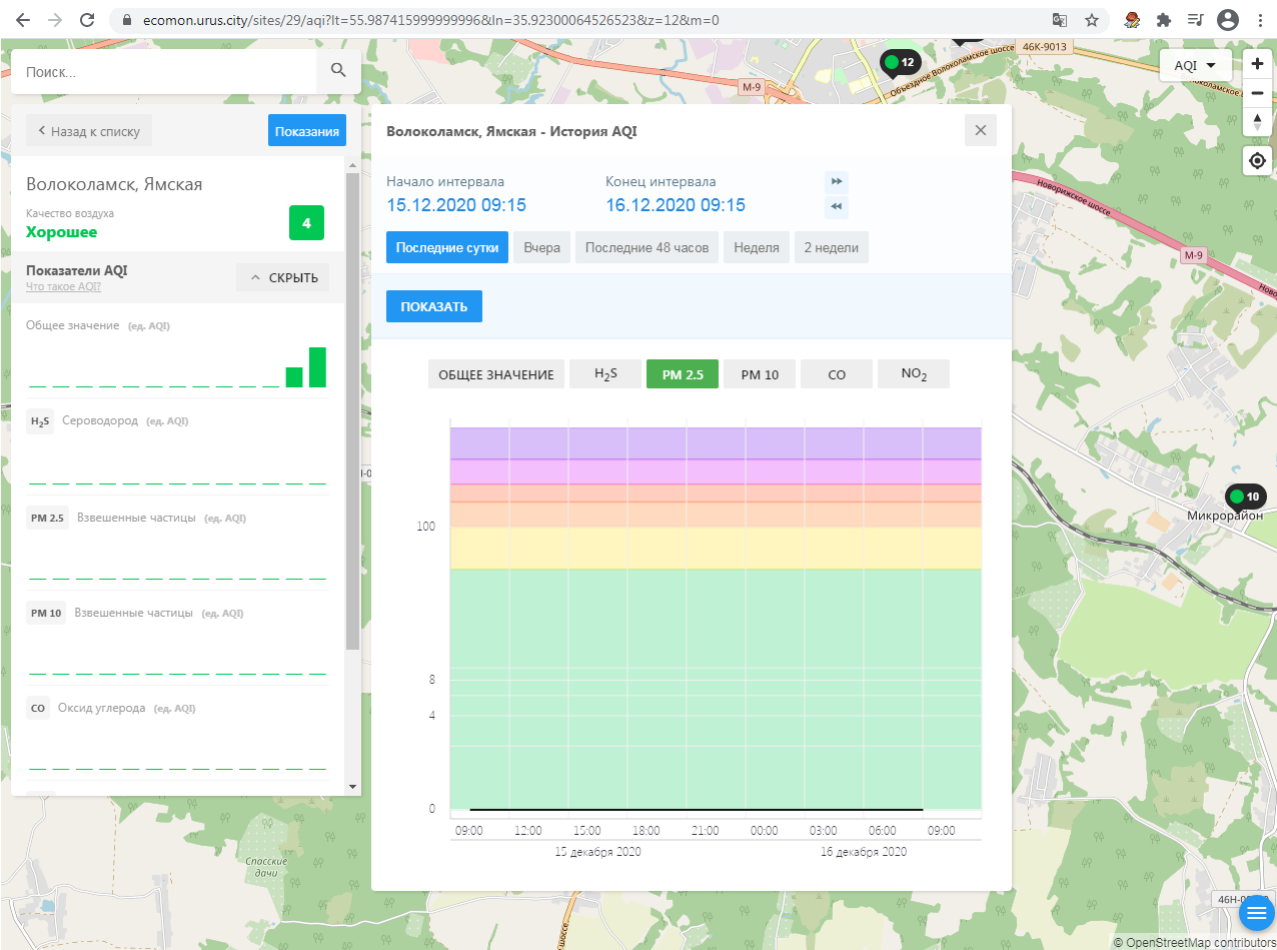 ecomon.urus.city/sites/29/aqi?lt=55.987415999999996&ln=35.92300064526523&z=12&m=0
Поиск...
Назад к списку
Показания
Волоколамск, Ямская
Качество воздуха
Хорошее
4
Показатели AQI
Что такое AQI?
СКРЫТЬ
Общее значение (ед. AQI)
H2S Сероводород (ед. AQI)
PM 2.5 Взвешенные частицы (ед. AQI)
PM 10 Взвешенные частицы (ед. AQI)
CO Оксид углерода (ед. AQI)
Волоколамск, Ямская - История AQI
Начало интервала
15.12.2020 09:15
Конец интервала
16.12.2020 09:15
Последние сутки
Вчера
Последние 48 часов
Неделя
2 недели
ПОКАЗАТЬ
ОБЩЕЕ ЗНАЧЕНИЕ
H2S
PM 2.5
PM 10
CO
NO2
100
8
4
0
09:00 12:00 15:00 18:00 21:00 00:00 03:00 06:00 09:00
15 декабря 2020 16 декабря 2020
М-9
12
Объездное Волоколамское шоссе
46К-9013
AQI
Новорижское шоссе
М-9
10
Микрорайон
Спасские
дачи
© OpenStreetMap contributors